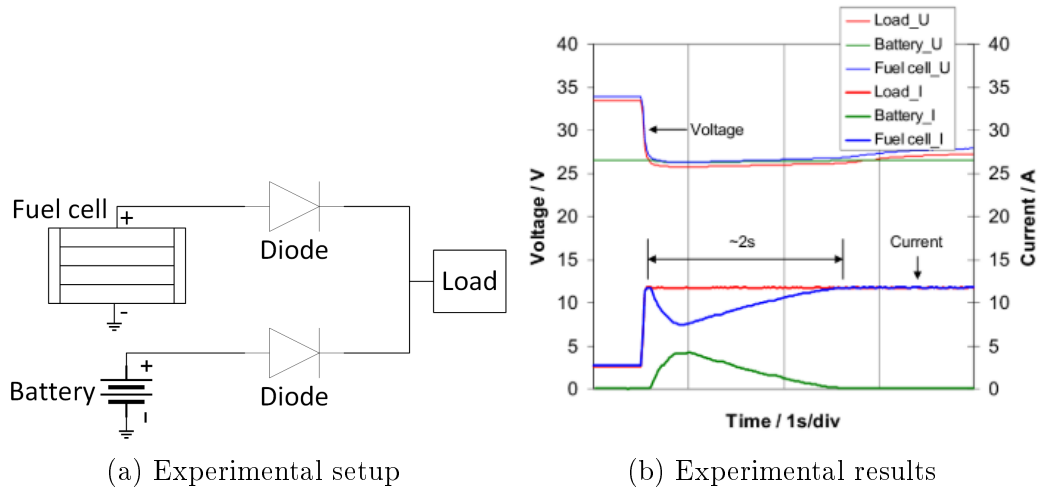 Fuel cell
+
-
Diode
Load
Battery
+
-
Diode
(a) Experimental setup
Load_U
Battery_U
Fuel cell_U
Load_I
Battery_I
Fuel cell_I
Voltage / V
40
35
30
25
20
15
10
5
0
Voltage
~2s
Current
40
35
30
25
20
15
10
5
0
Current / A
Time / 1s/div
(b) Experimental results